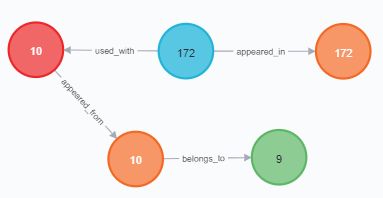 10
used_with
172
appeared_in
172
appeared_from
10
belongs_to
9